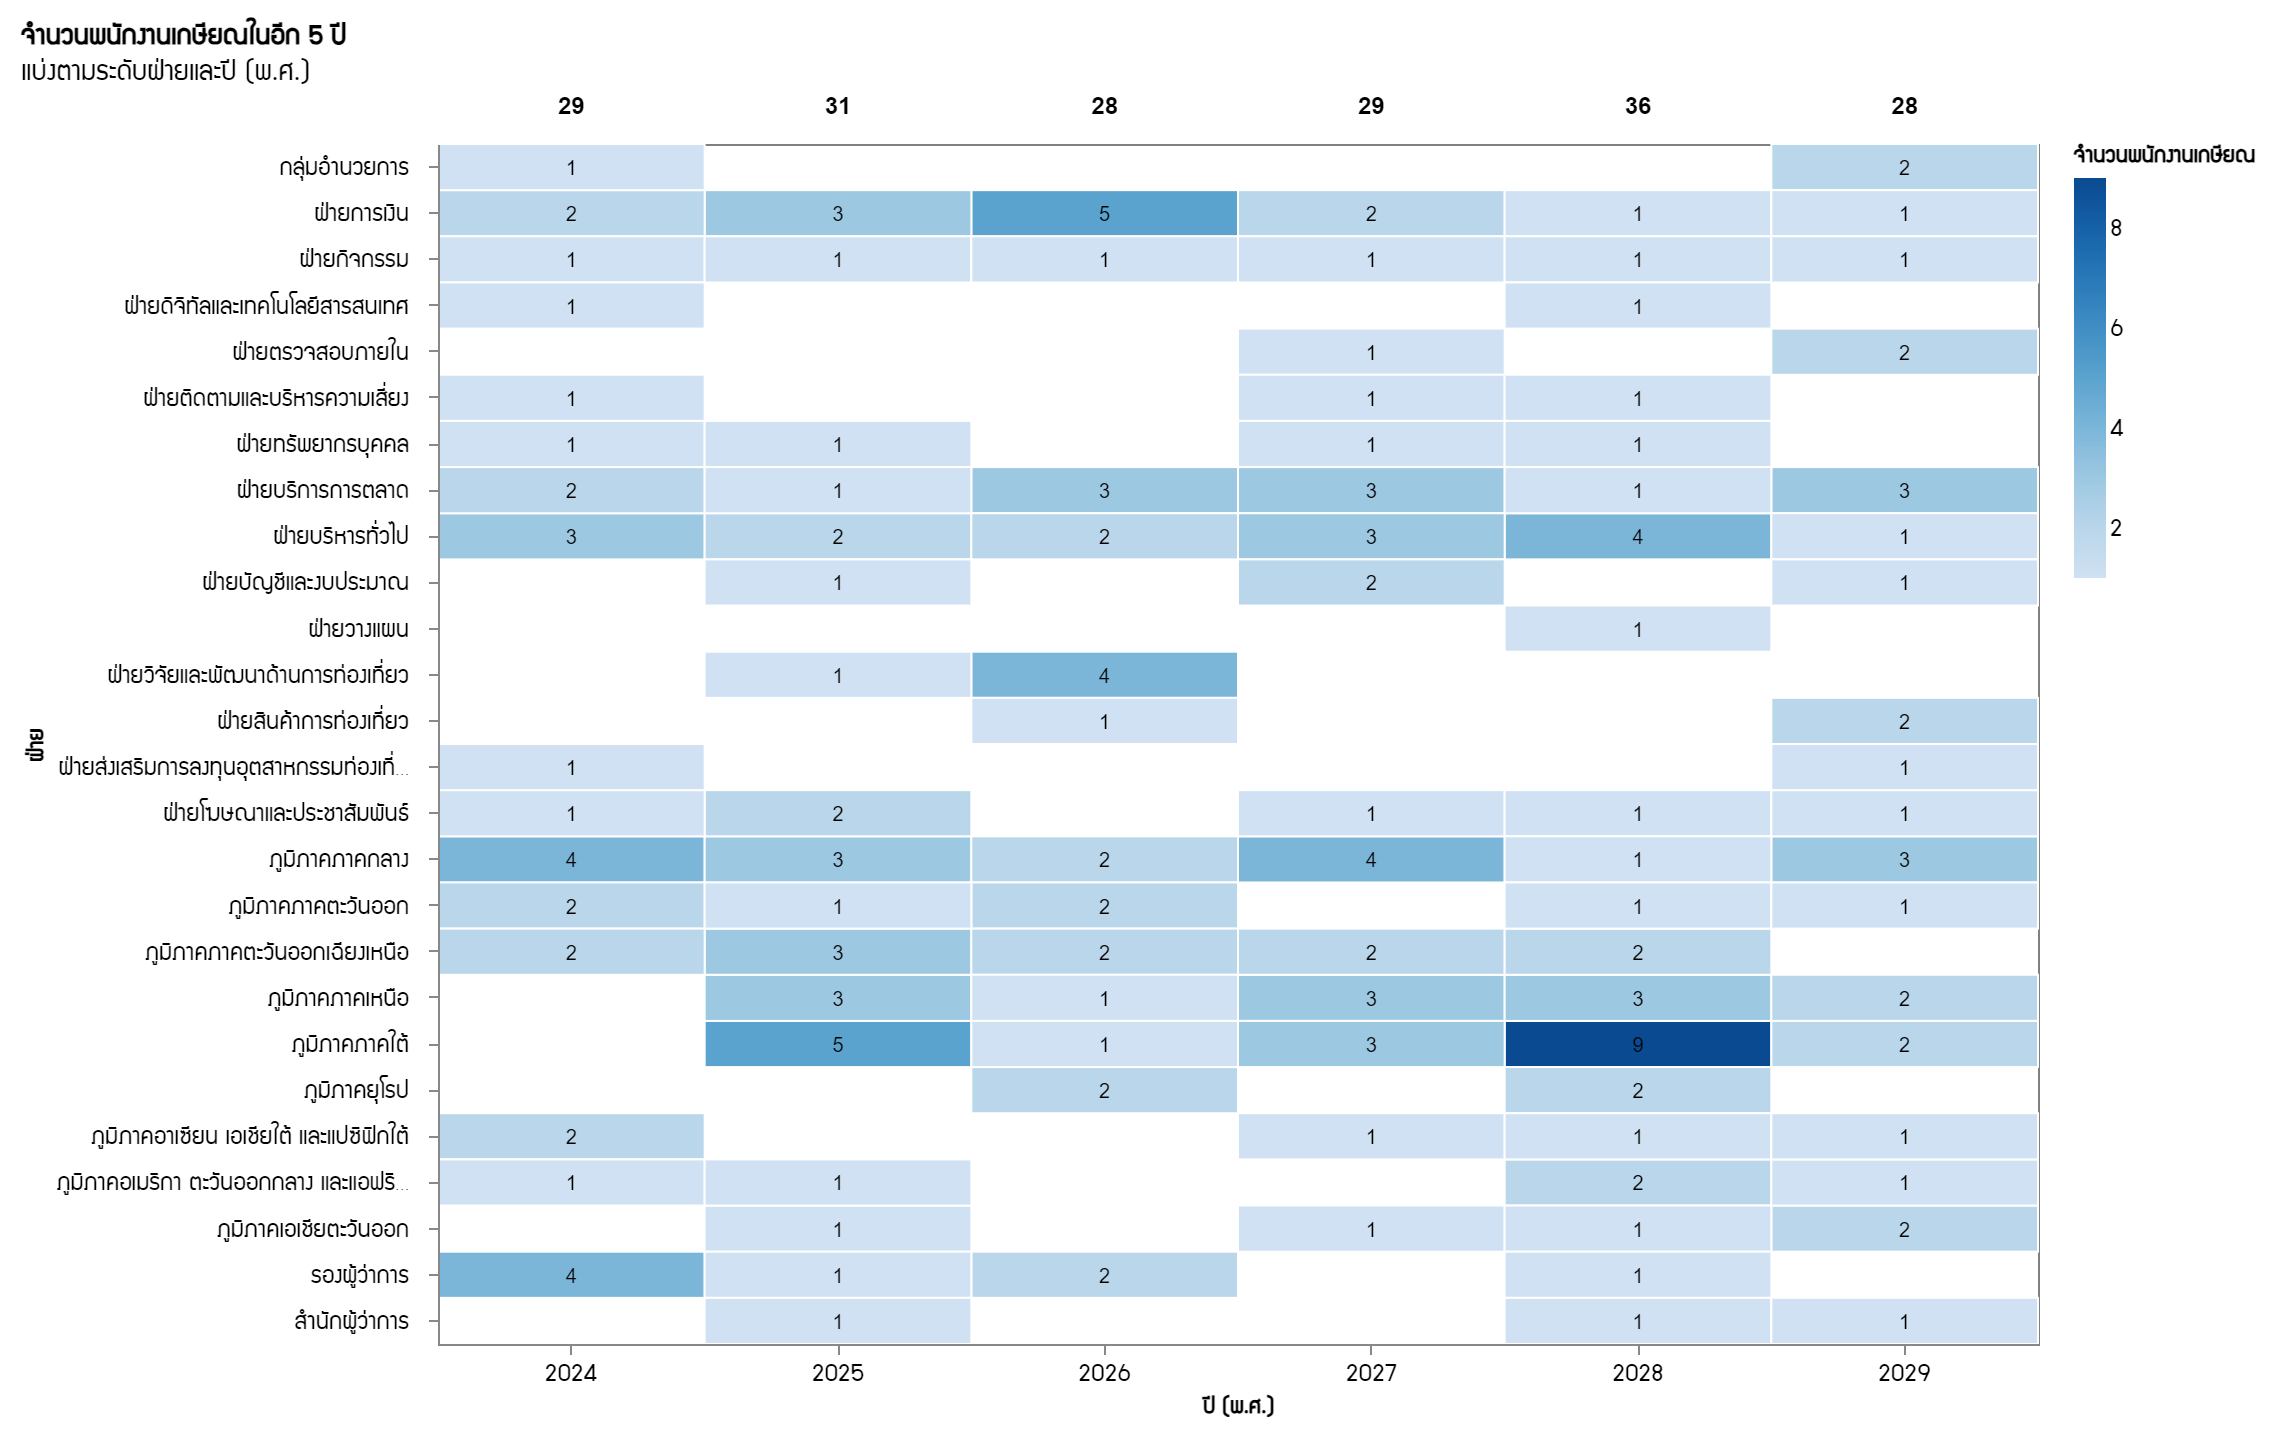 จำนวนพนักงานเกษียณในอีก 5 ปี
แบ่งตามระดับฝ่ายและปี (พ.ศ.)
29 31 28 29 36 28
จำนวนพนักงานเกษียณ
8
6
4
2
ฝ่าย
กลุ่มอำนวยการ 1 2
ฝ่ายการเงิน 2 3 5 2 1 1
ฝ่ายกิจกรรม 1 1 1 1 1 1
ฝ่ายดิจิทัลและเทคโนโลยีสารสนเทศ 1 1
ฝ่ายตรวจสอบภายใน 1 2
ฝ่ายติดตามและบริหารความเสี่ยง 1 1 1
ฝ่ายทรัพยากรบุคคล 1 1 1 1
ฝ่ายบริการการตลาด 2 1 3 3 1 3
ฝ่ายบริหารทั่วไป 3 2 2 3 4 1
ฝ่ายบัญชีและงบประมาณ 1 2 1
ฝ่ายวางแผน 1
ฝ่ายวิจัยและพัฒนาด้านการท่องเที่ยว 1 4
ฝ่ายสินค้าการท่องเที่ยว 1 2
ฝ่ายส่งเสริมการลงทุนอุตสาหกรรมท่องเที่... 1 1
ฝ่ายโฆษณาและประชาสัมพันธ์ 1 2 1 1 1
ภูมิภาคภาคกลาง 4 3 2 4 1 3
ภูมิภาคภาคตะวันออก 2 1 2 1 1
ภูมิภาคภาคตะวันออกเฉียงเหนือ 2 3 2 2 2
ภูมิภาคภาคเหนือ 3 1 3 3 2
ภูมิภาคภาคใต้ 5 1 3 9 2
ภูมิภาคยุโรป 2 2
ภูมิภาคอาเซียน เอเชียใต้ และแปซิฟิกใต้ 2 1 1 1
ภูมิภาคอเมริกา ตะวันออกกลาง และแอฟริ... 1 1 2 1
ภูมิภาคเอเชียตะวันออก 1 1 1 2
รองผู้ว่าการ 4 1 2 1
สำนักผู้ว่าการ 1 1 1
2024 2025 2026 2027 2028 2029
ปี (พ.ศ.)